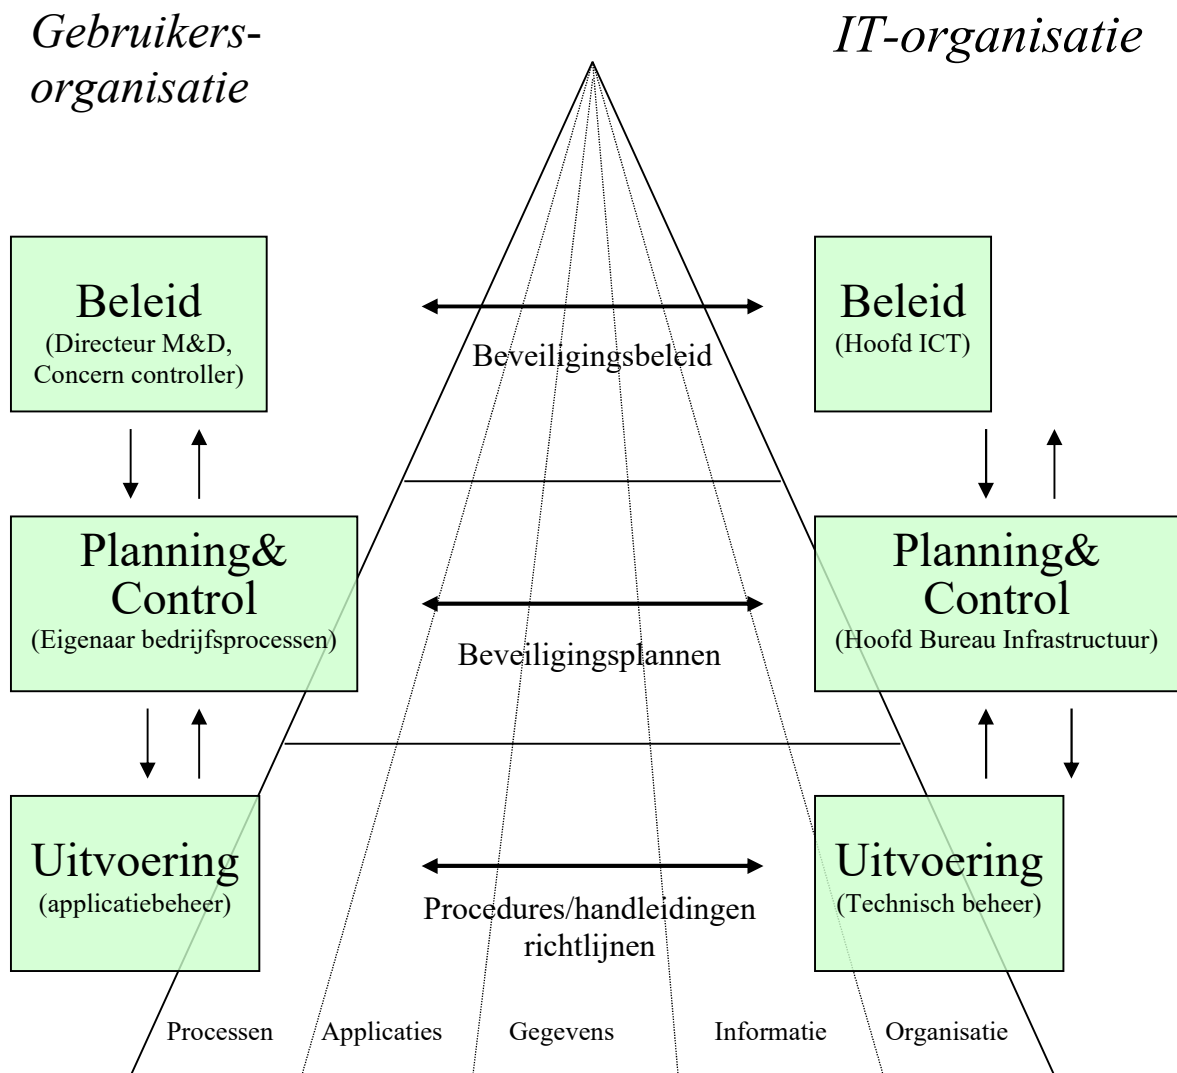 Gebruikers-
organisatie
IT-organisatie
Beleid
(Directeur M&D,
Concern controller)
Beveiligingsbeleid
Beleid
(Hoofd ICT)
Planning&
Control
(Eigenaar bedrijfsprocessen)
Beveiligingsplannen
Planning&
Control
(Hoofd Bureau Infrastructuur)
Uitvoering
(applicatiebeheer)
Procedures/handleidingen
richtlijnen
Uitvoering
(Technisch beheer)
Processen
Applicaties
Gegevens
Informatie
Organisatie